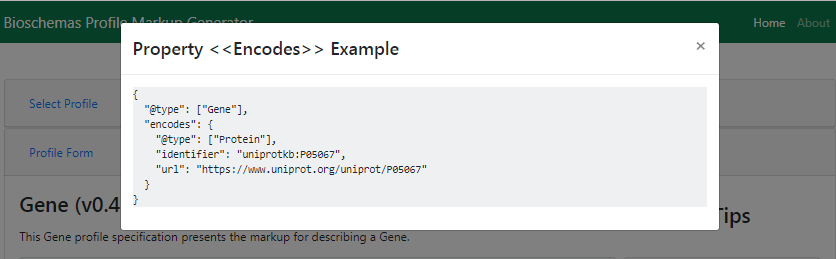 Bioschemas Profile Markup Generator
Home About
Property <<Encodes>> Example ×
{
  "@type": ["Gene"],
  "encodes": {
    "@type": ["Protein"],
    "identifier": "uniprotkb:P05067",
    "url": "https://www.uniprot.org/uniprot/P05067"
  }
}
Select Profile
Profile Form
Gene (v0.4
Tips
This Gene profile specification presents the markup for describing a Gene.